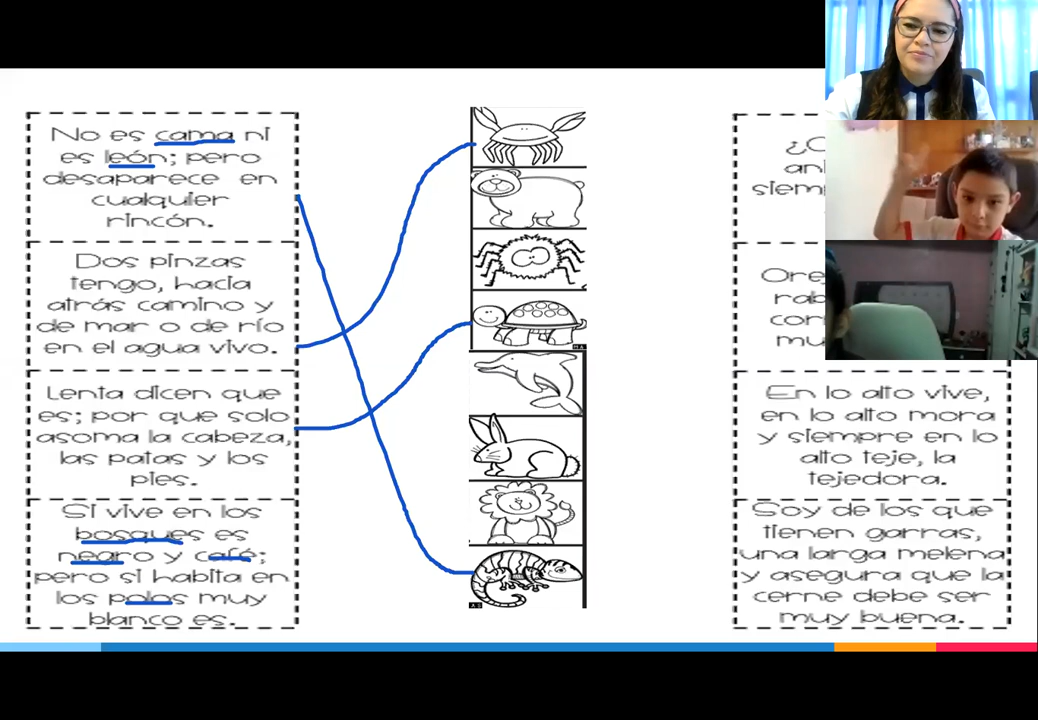 No es cama ni
es león; pero
desaparece en
cualquier
rincón.
Dos pinzas
tengo, hacia
atrás camino y
de mar o de río
en el agua vivo.
Lenta dicen que
es; por que solo
asoma la cabeza,
las patas y los
pies.
Si vive en los
bosques es
negro y café;
pero si habita en
los polos muy
blanco es.
En lo alto vive,
en lo alto mora
y siempre en lo
alto teje, la
tejedora.
Soy de los que
tienen garras,
una larga melena
y asegura que la
cerne debe ser
muy buena.